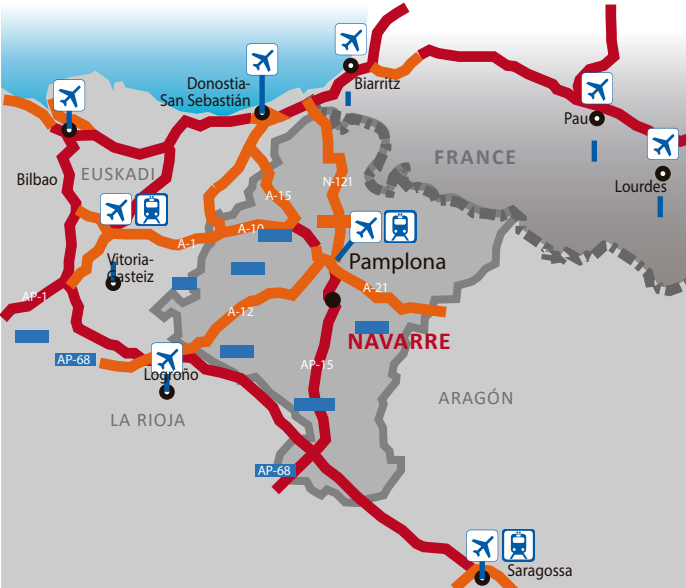 Donostia-
San Sebastián
Biarritz
Pau
FRANCE
Bilbao
EUSKADI
N-121
Lourdes
A-15
A-10
A-1
Vitoria-
Gasteiz
Pamplona
A-21
AP-1
A-12
NAVARRE
AP-68
AP-15
Logroño
ARAGÓN
LA RIOJA
AP-68
Saragossa